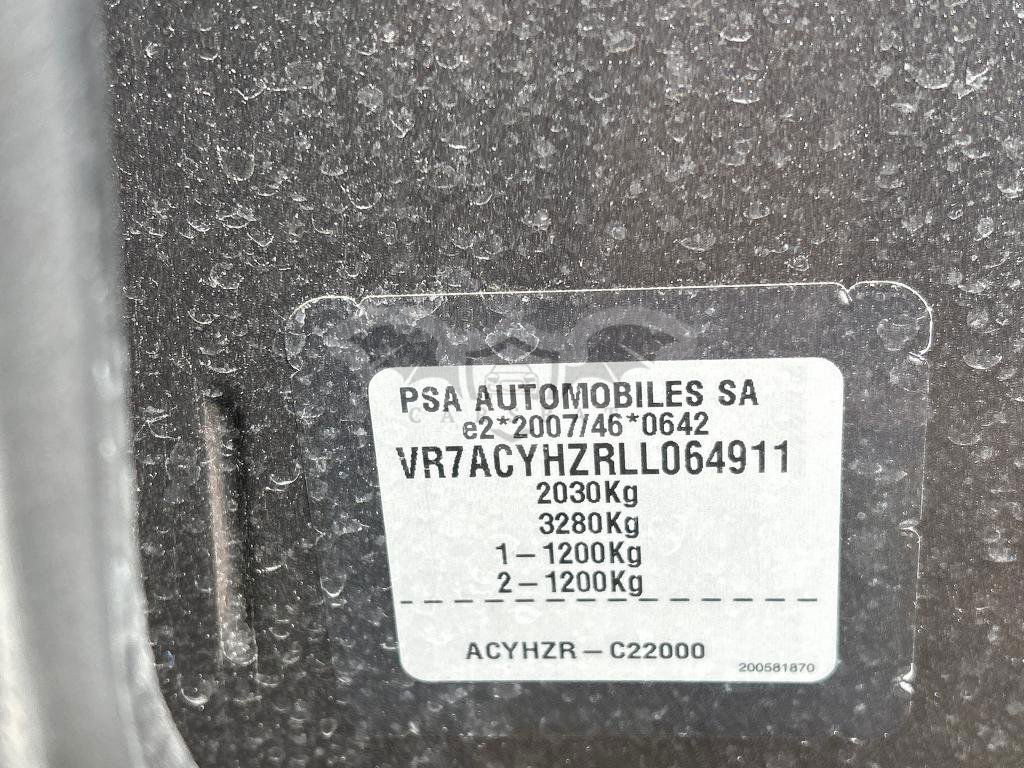 PSA AUTOMOBILES SA
e2*2007/46*0642
VR7ACYHZRLL064911
2030Kg
3280Kg
1-1200Kg
2-1200Kg
ACYHZR-C22000
200581870